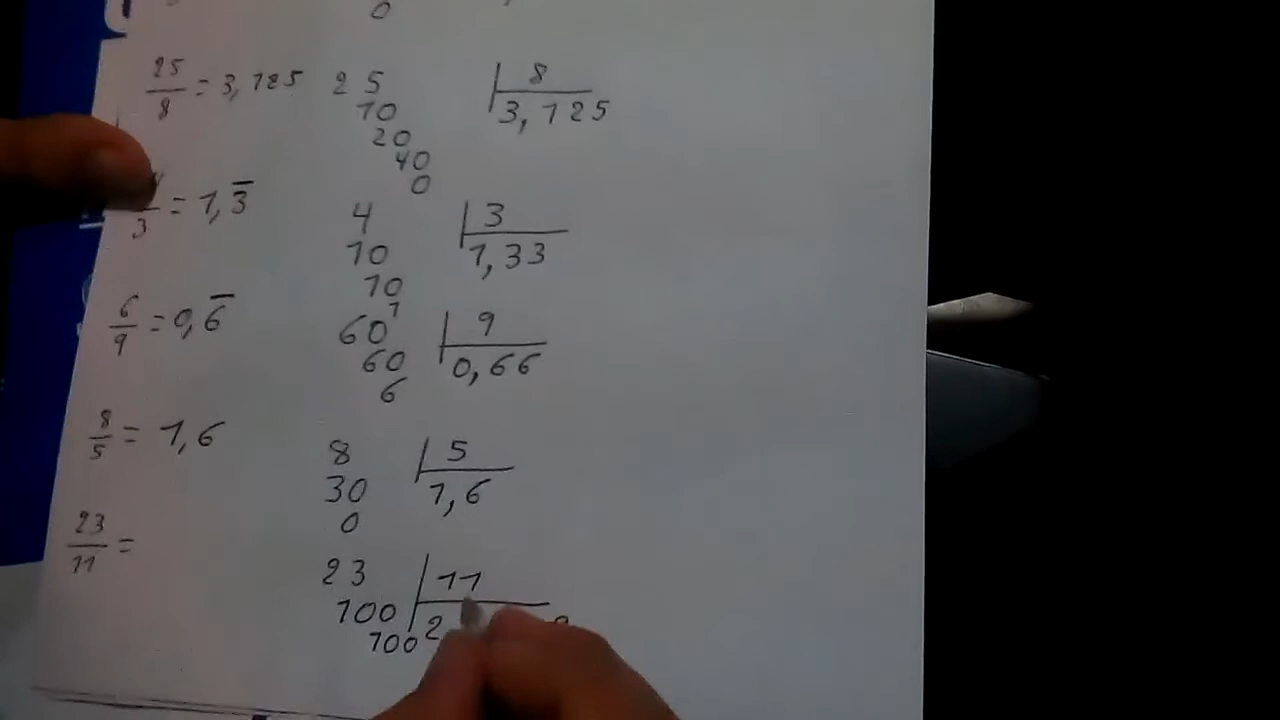 0
25/8 = 3,125
25 | 8
10 3,125
20
40
0
/3 = 1,3̅
4 | 3
10 1,33
10
1
6/9 = 0,6̅
60 | 9
60 0,66
6
8/5 = 1,6
8 | 5
30 1,6
0
23/11 =
23 | 11
100 2
100